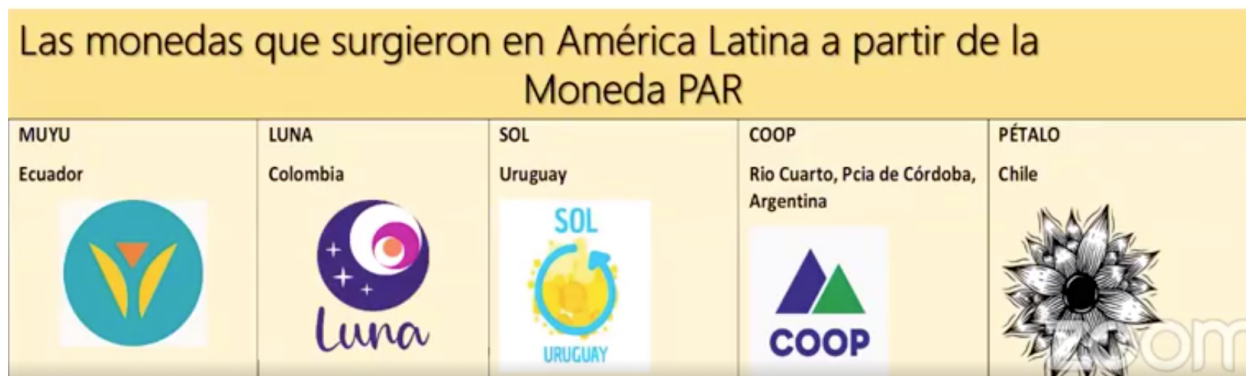 Las monedas que surgieron en América Latina a partir de la
Moneda PAR
MUYU
Ecuador
LUNA
Colombia
Luna
SOL
Uruguay
SOL
URUGUAY
COOP
Rio Cuarto, Pcia de Córdoba,
Argentina
COOP
PÉTALO
Chile
zoom